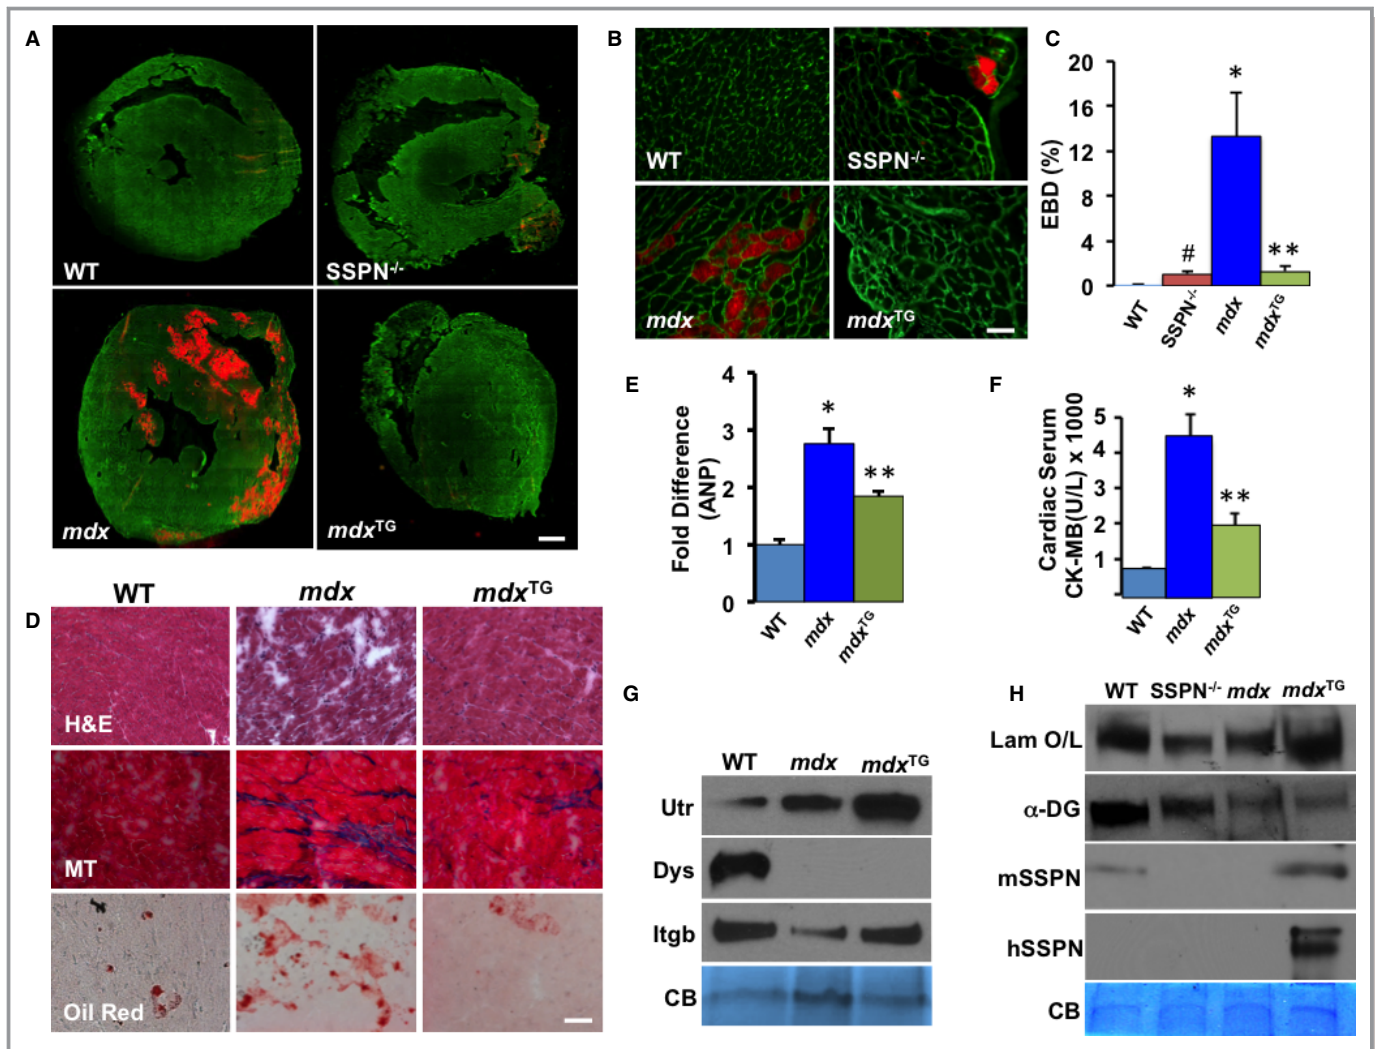 A
WT
SSPN-/-
mdx
mdxTG
B
WT
SSPN-/-
mdx
mdxTG
C
EBD (%)
20
16
12
8
4
0
*
#
**
WT
SSPN-/-
mdx
mdxTG
E
Fold Difference
(ANP)
4
3
2
1
0
*
**
WT
mdx
mdxTG
F
Cardiac Serum
CK-MB(U/L) x 1000
5
4
3
2
1
*
**
WT
mdx
mdxTG
D
WT mdx mdxTG
H&E
MT
Oil Red
G
WT mdx mdxTG
Utr
Dys
Itgb
CB
H
WT SSPN-/- mdx mdxTG
Lam O/L
α-DG
mSSPN
hSSPN
CB